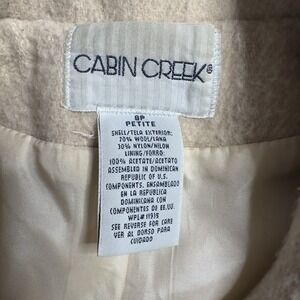 CABIN CREEK®
8P
PETITE
SHELL/TELA EXTERIOR:
70% WOOL/LANA
30% NYLON/NILON
LINING/FORRO:
100% ACETATE/ACETATO
ASSEMBLED IN DOMINICAN
REPUBLIC OF U.S.
COMPONENTS. ENSAMBLADO
EN LA REPUBLICA
DOMINICANA CON
COMPONENTES DE EE.UU.
WPL# 11939
SEE REVERSE FOR CARE
VER AL DORSO PARA
CUIDADO